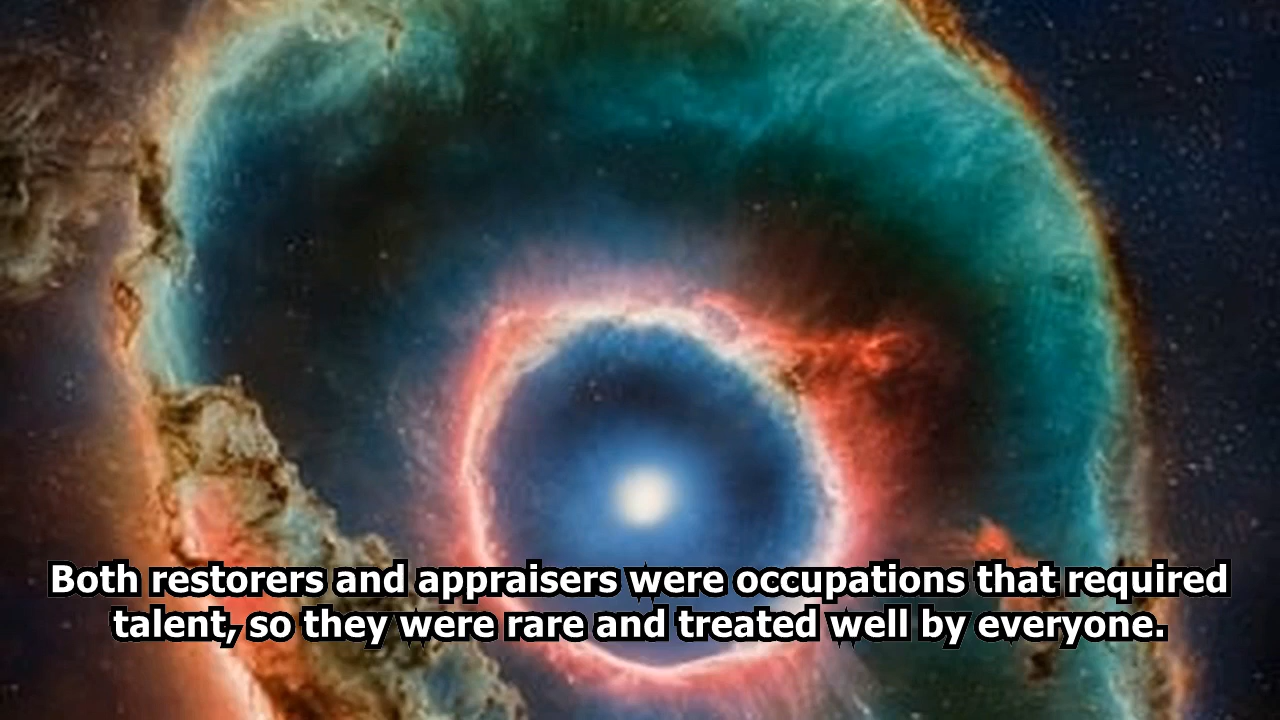 Both restorers and appraisers were occupations that required
talent, so they were rare and treated well by everyone.